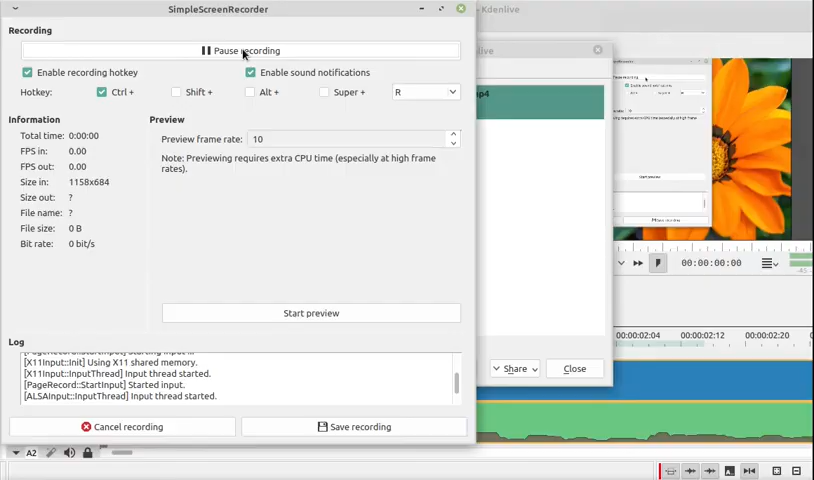 SimpleScreenRecorder
- Kdenlive
Recording
Pause recording
Enable recording hotkey
Enable sound notifications
Hotkey: Ctrl + Shift + Alt + Super + R
Information
Total time: 0:00:00
FPS in: 0.00
FPS out: 0.00
Size in: 1158x684
Size out: ?
File name: ?
File size: 0 B
Bit rate: 0 bit/s
Preview
Preview frame rate: 10
Note: Previewing requires extra CPU time (especially at high frame
rates).
Start preview
Log
[X11Input::Init] Using X11 shared memory.
[X11Input::InputThread] Input thread started.
[PageRecord::StartInput] Started input.
[ALSAInput::InputThread] Input thread started.
Cancel recording
Save recording
live
p4
Share
Close
Start preview
00:00:00:00
-45
00:00:02:04
00:00:02:12
00:00:02:20
A2